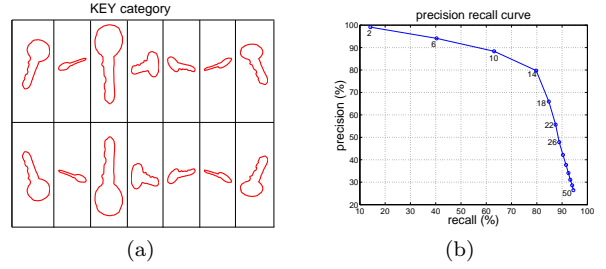 KEY category
(a)
precision recall curve
precision (%)
100
90
80
70
60
50
40
30
20
2
6
10
14
18
22
26
50
10 20 30 40 50 60 70 80 90 100
recall (%)
(b)